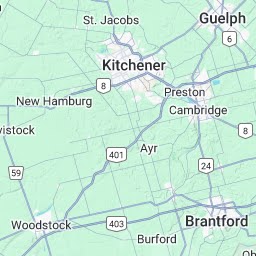 St. Jacobs
Guelph
6
Kitchener
8
Preston
New Hamburg
Cambridge
8
vistock
401
Ayr
24
59
Woodstock
403
Brantford
Burford
Oh